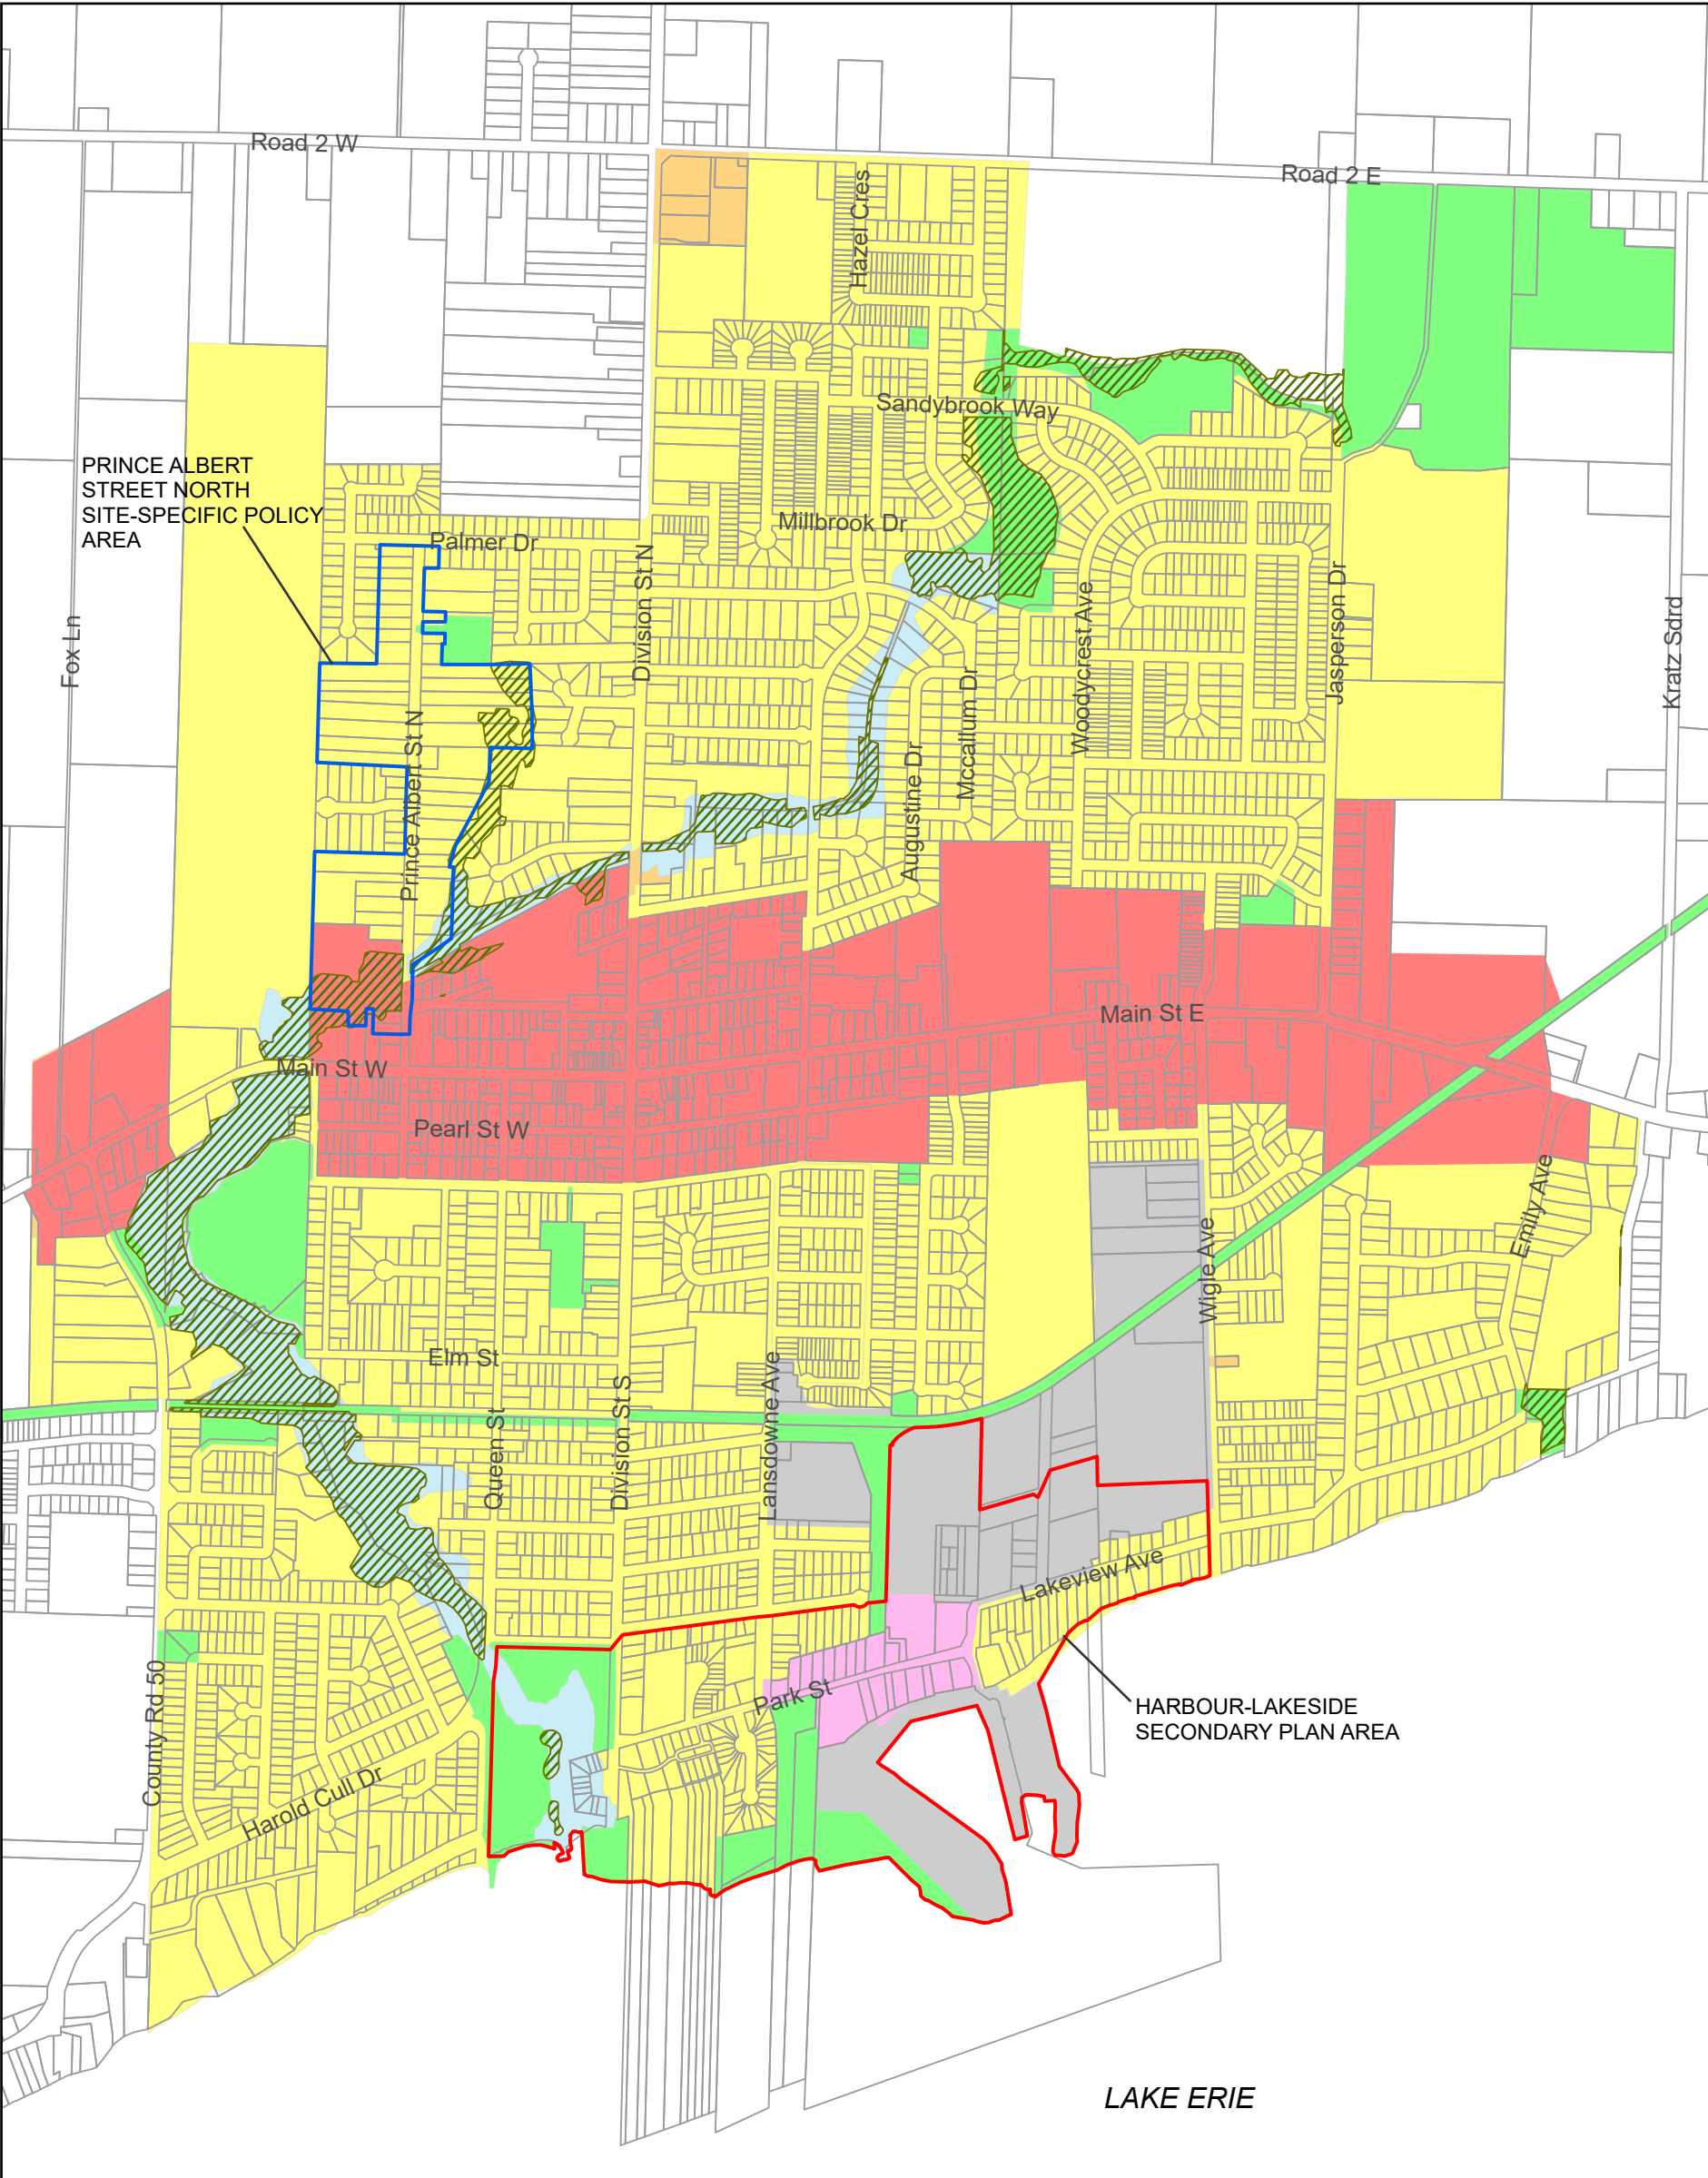 Road 2 W
Road 2 E
Hazel Cres
Sandybrook Way
PRINCE ALBERT
STREET NORTH
SITE-SPECIFIC POLICY
AREA
Millbrook Dr
Palmer Dr
Division St N
Fox Ln
Woodycrest Ave
Jasperson Dr
Kratz Sdrd
Mccallum Dr
Prince Albert St N
Augustine Dr
Main St E
Main St W
Pearl St W
Emily Ave
Wigle Ave
Elm St
Queen St
Division St S
Lansdowne Ave
Lakeview Ave
County Rd 50
Park St
HARBOUR-LAKESIDE
SECONDARY PLAN AREA
Harold Cull Dr
LAKE ERIE